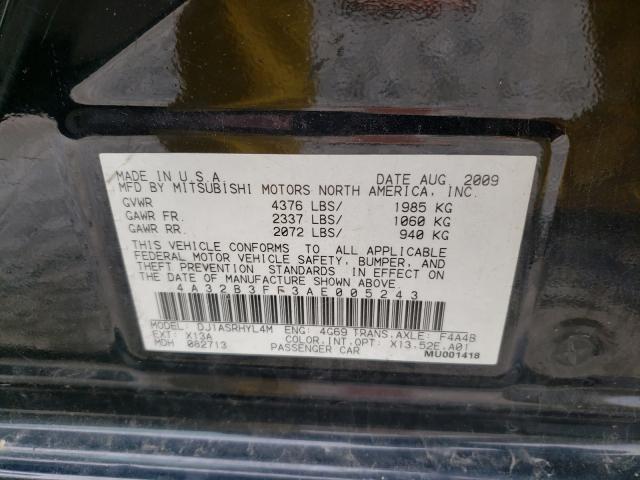 MADE IN U.S.A. DATE AUG. 2009
MFD BY MITSUBISHI MOTORS NORTH AMERICA, INC.
GVWR 4376 LBS/ 1985 KG
GAWR FR. 2337 LBS/ 1060 KG
GAWR RR. 2072 LBS/ 940 KG
THIS VEHICLE CONFORMS TO ALL APPLICABLE
FEDERAL MOTOR VEHICLE SAFETY, BUMPER, AND
THEFT PREVENTION STANDARDS IN EFFECT ON
THE DATE OF MANUFACTURE SHOWN ABOVE.
4A32B3FF3AE005243
MODEL: DJ1ASRHYL4M ENG: 4G69 TRANS.AXLE: F4A4B
EXT: X13A COLOR.INT.OPT: X13.52E.A01
MDH 082713 PASSENGER CAR MU001418